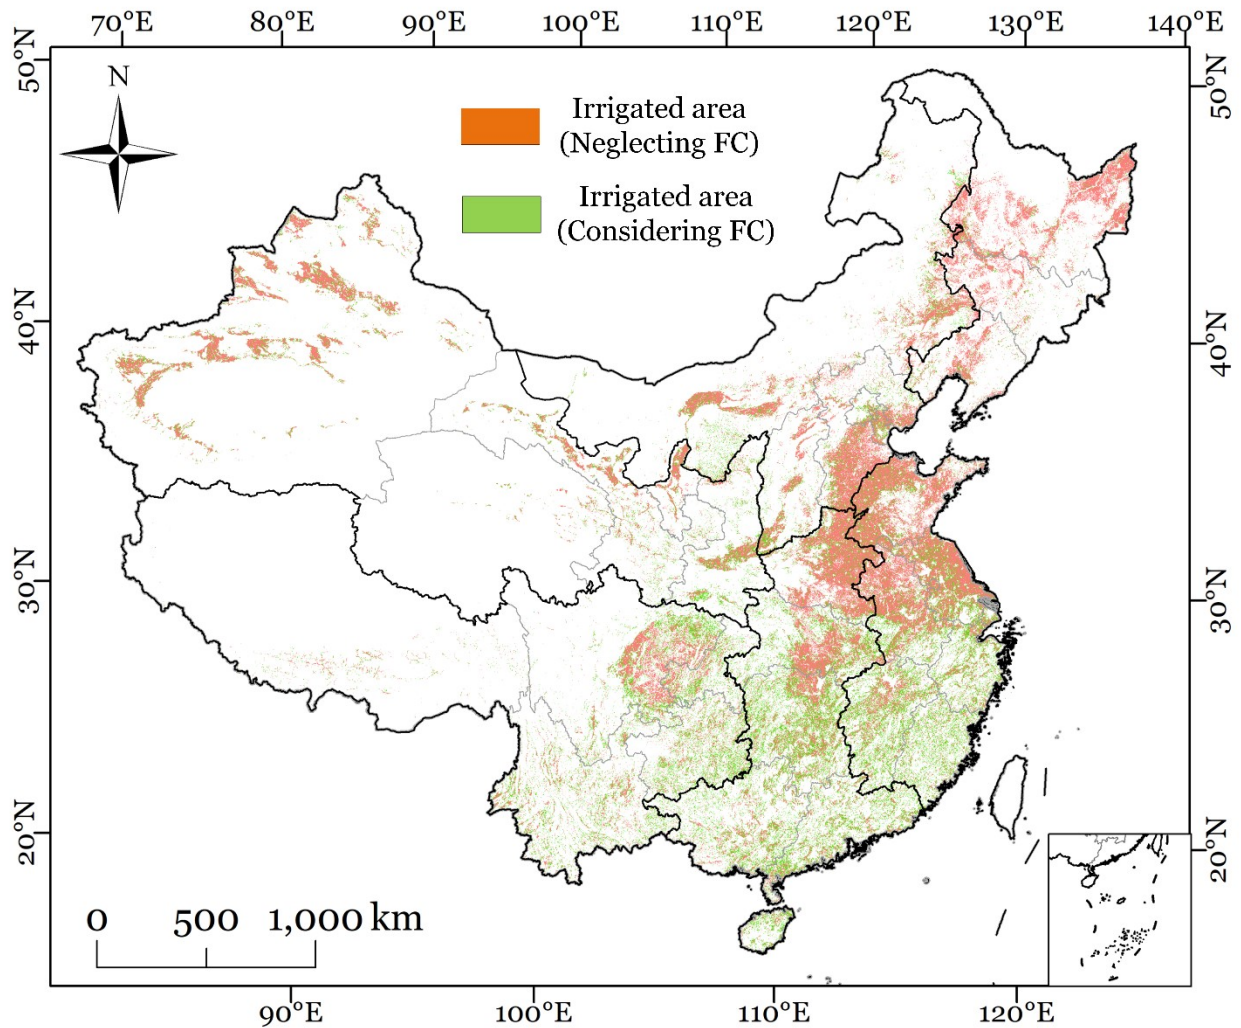 70°E 80°E 90°E 100°E 110°E 120°E 130°E 140°E
50°N
50°N
N
Irrigated area
(Neglecting FC)
Irrigated area
(Considering FC)
40°N
40°N
30°N
30°N
20°N
20°N
0 500 1,000 km
90°E 100°E 110°E 120°E